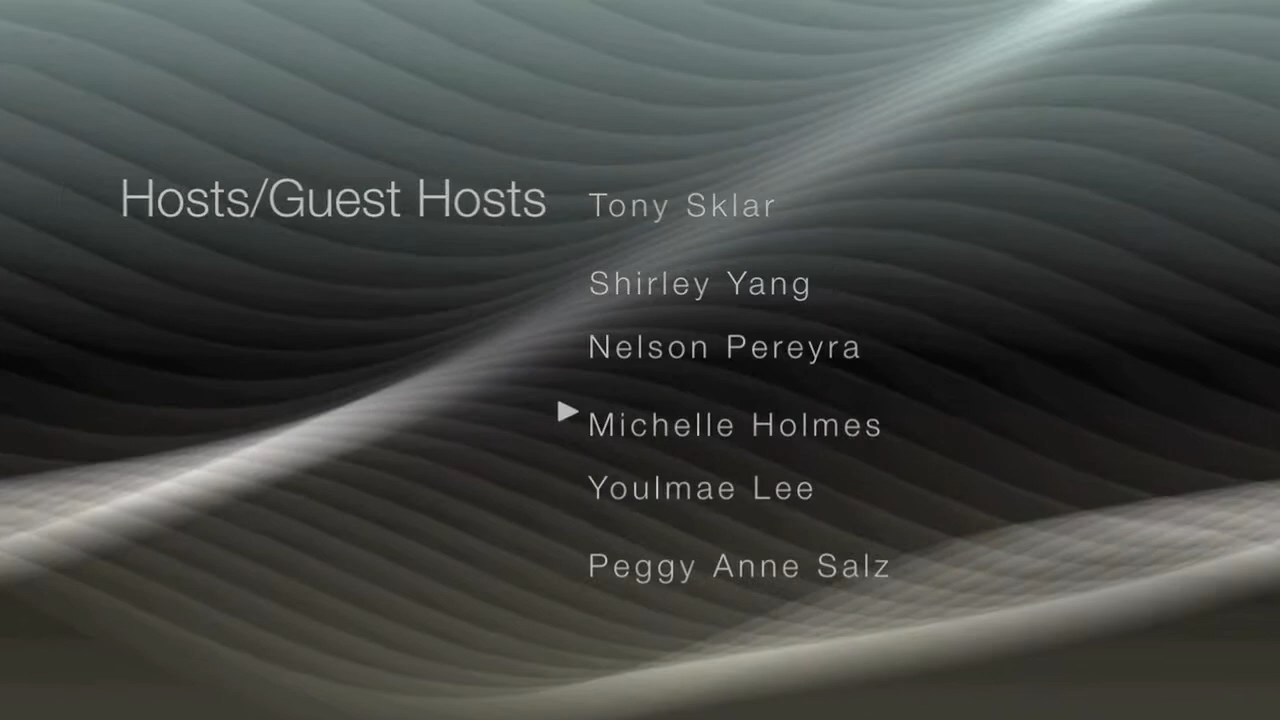 Hosts/Guest Hosts Tony Sklar
Shirley Yang
Nelson Pereyra
Michelle Holmes
Youlmae Lee
Peggy Anne Salz